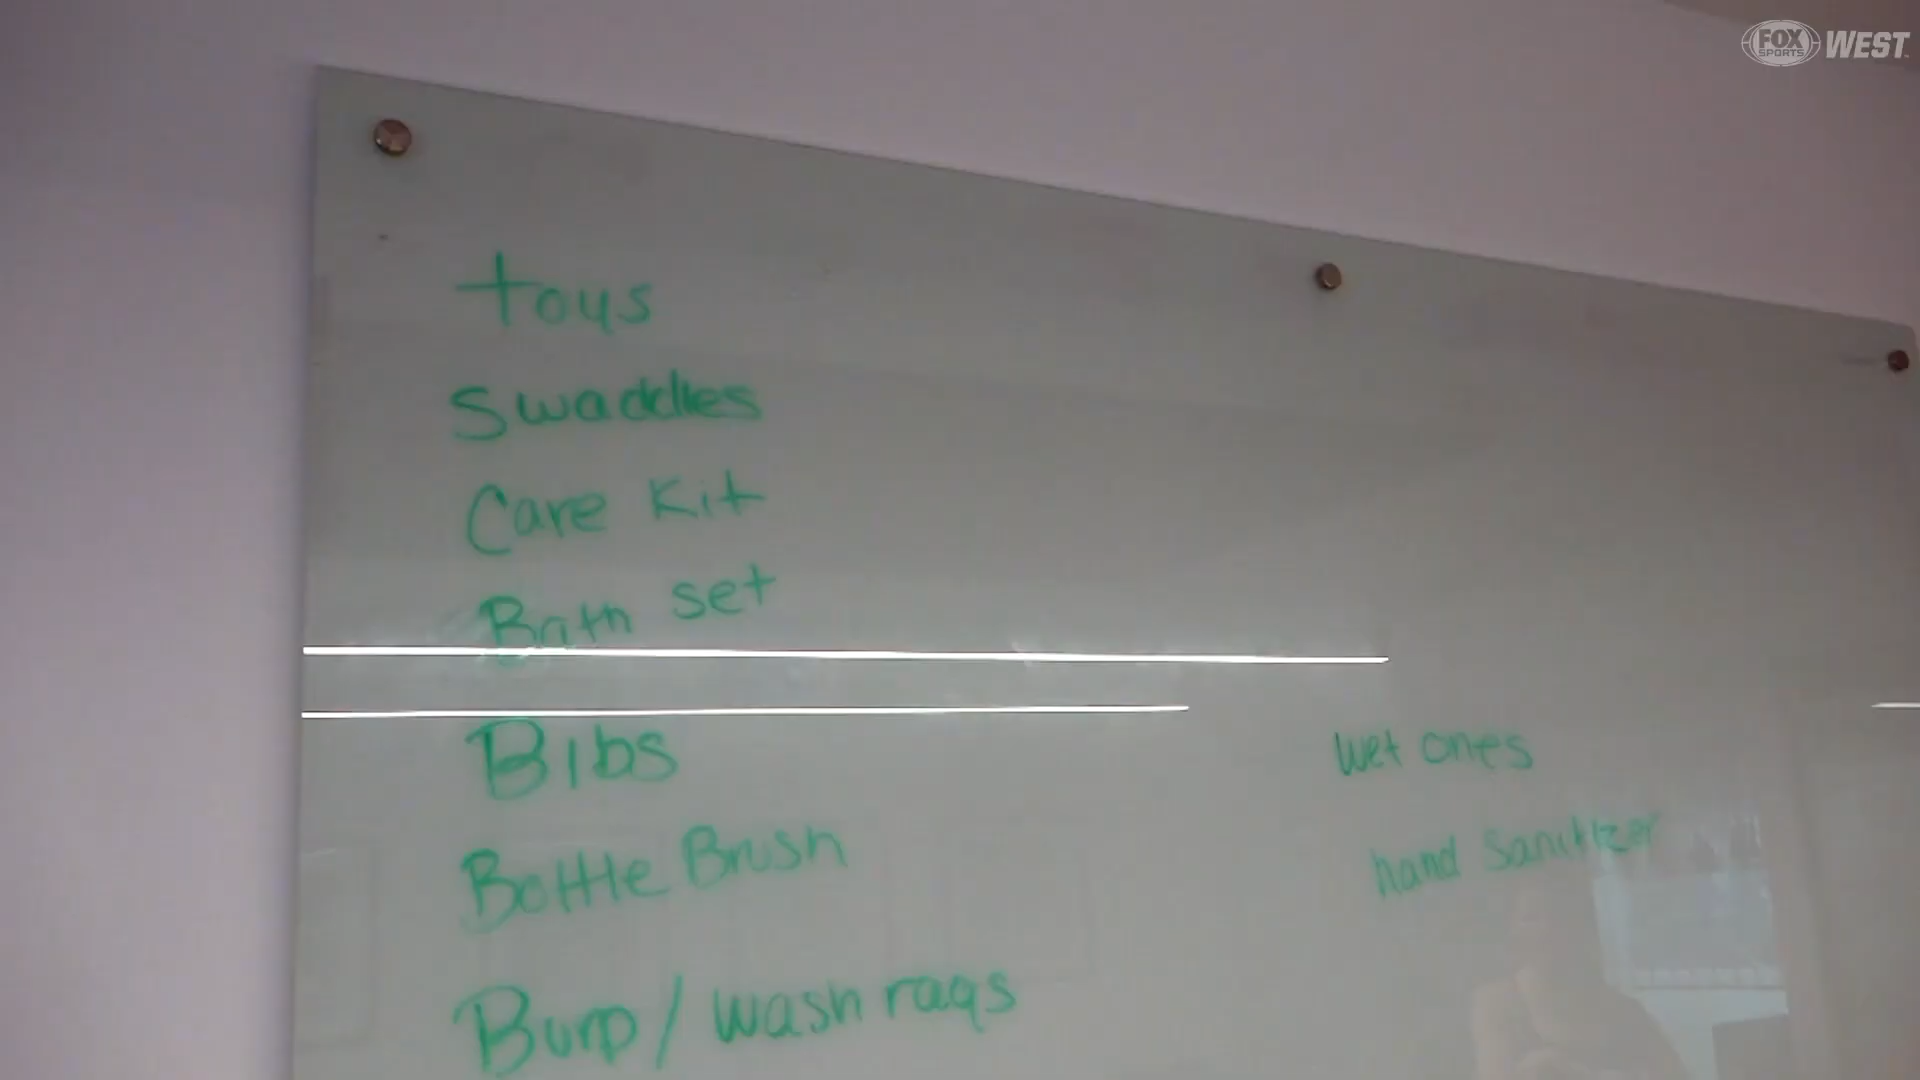 FOX SPORTS WEST
toys
Swaddles
Care Kit
Bath set
Bibs
wet ones
Bottle Brush
hand Sanitizer
Burp / wash rags